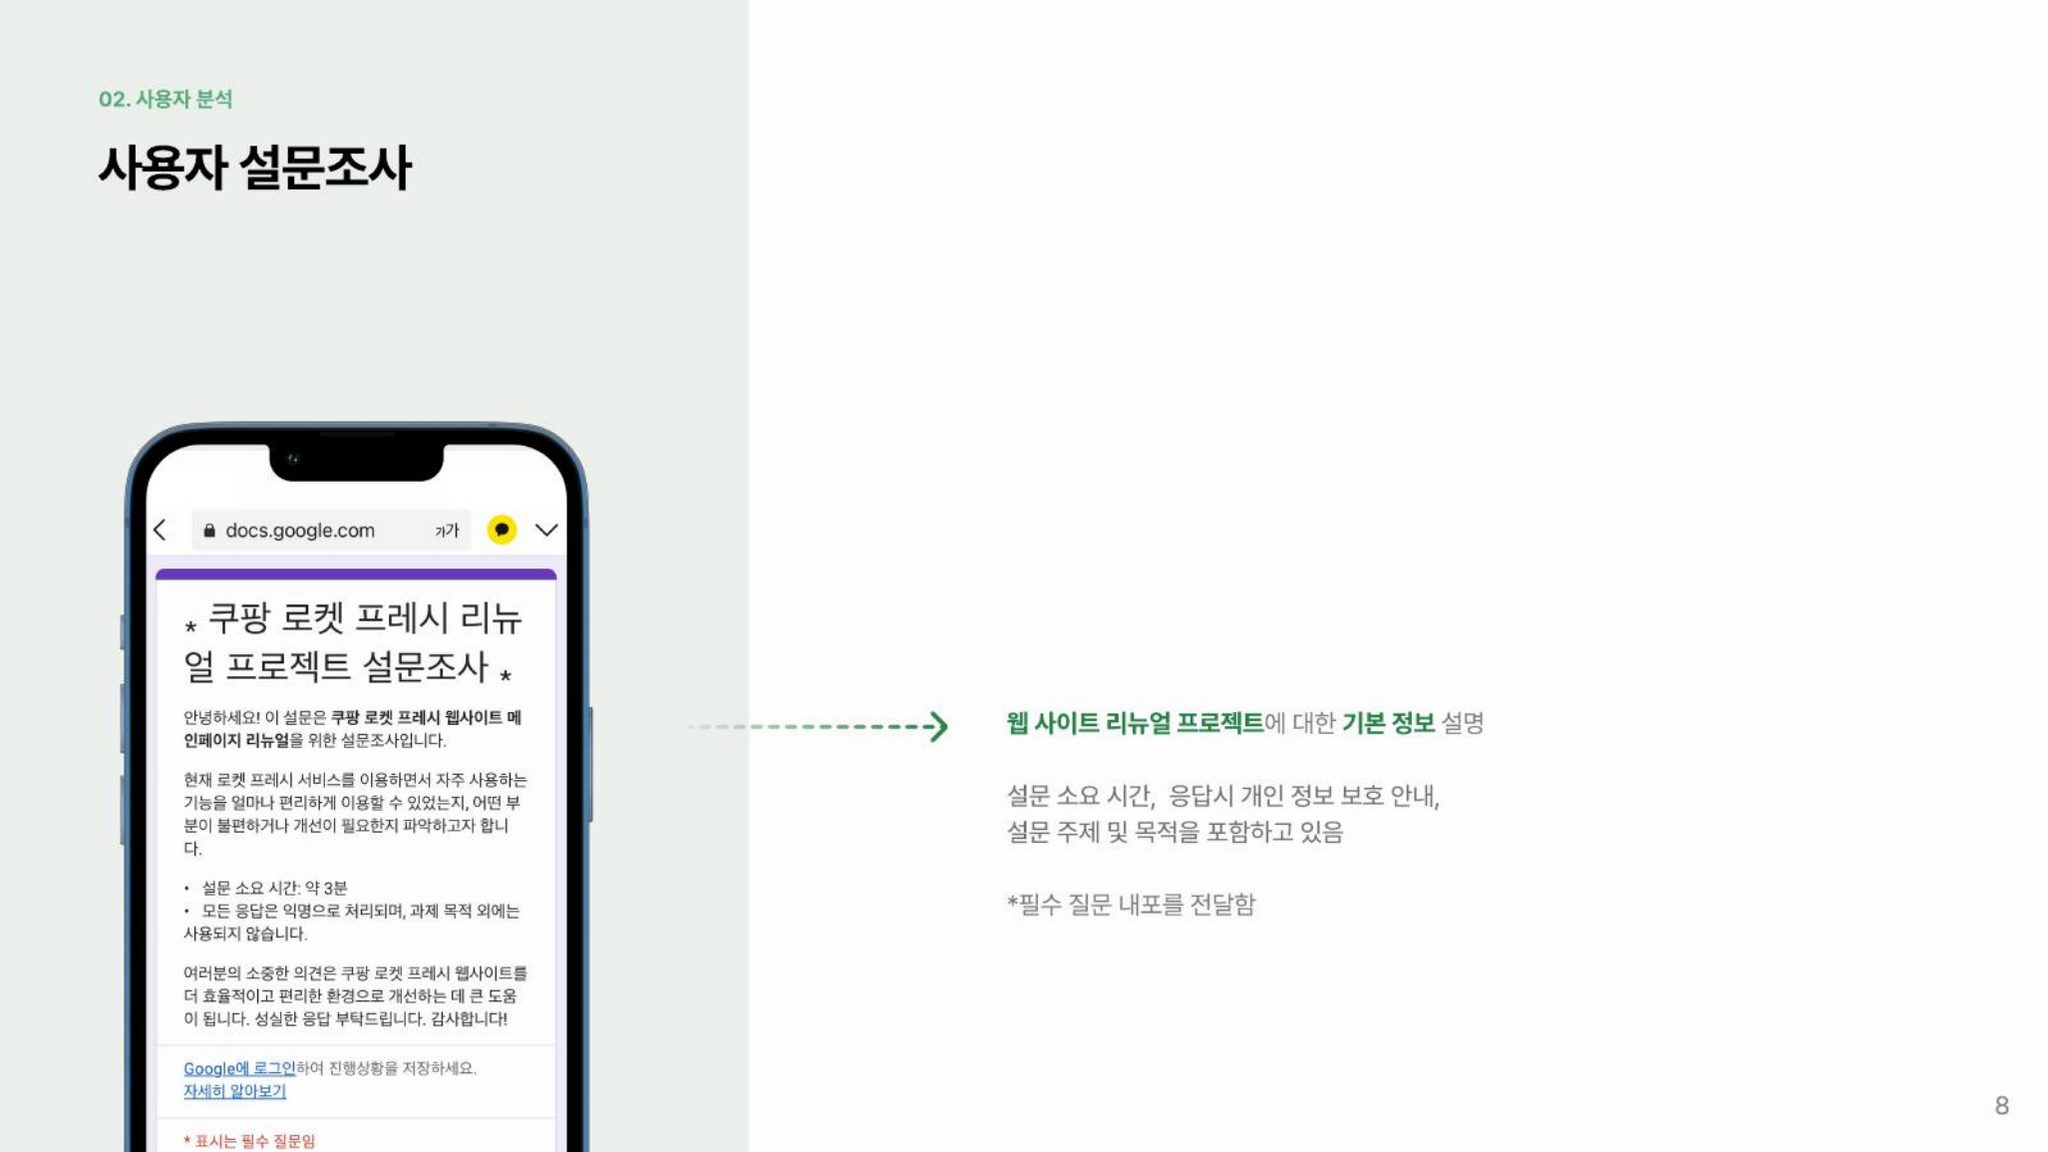 02. 사용자 분석
사용자 설문조사
docs.google.com
가가
* 쿠팡 로켓 프레시 리뉴
얼 프로젝트 설문조사 *
안녕하세요! 이 설문은 쿠팡 로켓 프레시 웹사이트 메
인페이지 리뉴얼을 위한 설문조사입니다.
현재 로켓 프레시 서비스를 이용하면서 자주 사용하는
기능을 얼마나 편리하게 이용할 수 있었는지, 어떤 부
분이 불편하거나 개선이 필요한지 파악하고자 합니
다.
• 설문 소요 시간: 약 3분
• 모든 응답은 익명으로 처리되며, 과제 목적 외에는
사용되지 않습니다.
여러분의 소중한 의견은 쿠팡 로켓 프레시 웹사이트를
더 효율적이고 편리한 환경으로 개선하는 데 큰 도움
이 됩니다. 성실한 응답 부탁드립니다. 감사합니다!
Google에 로그인하여 진행상황을 저장하세요.
자세히 알아보기
* 표시는 필수 질문임
웹 사이트 리뉴얼 프로젝트에 대한 기본 정보 설명
설문 소요 시간, 응답시 개인 정보 보호 안내,
설문 주제 및 목적을 포함하고 있음
*필수 질문 내포를 전달함
8